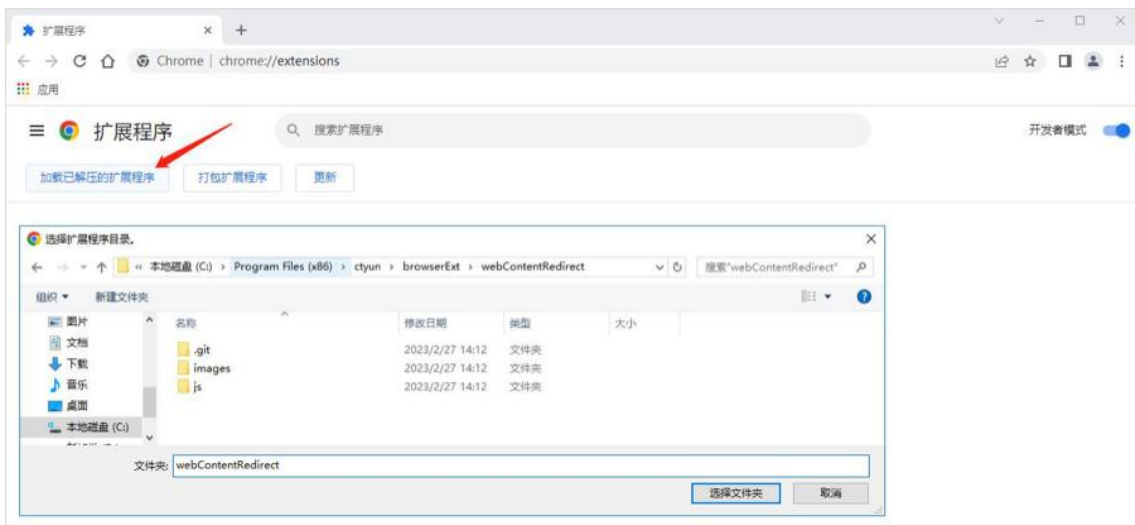 扩展程序
Chrome | chrome://extensions
应用
扩展程序
搜索扩展程序
开发者模式
加载已解压的扩展程序
打包扩展程序
更新
选择扩展程序目录。
« 本地磁盘 (C:) › Program Files (x86) › ctyun › browserExt › webContentRedirect
搜索"webContentRedirect"
组织
新建文件夹
图片
文档
下载
音乐
桌面
本地磁盘 (C:)
名称 修改日期 类型 大小
.git 2023/2/27 14:12 文件夹
images 2023/2/27 14:12 文件夹
js 2023/2/27 14:12 文件夹
文件夹: webContentRedirect
选择文件夹 取消